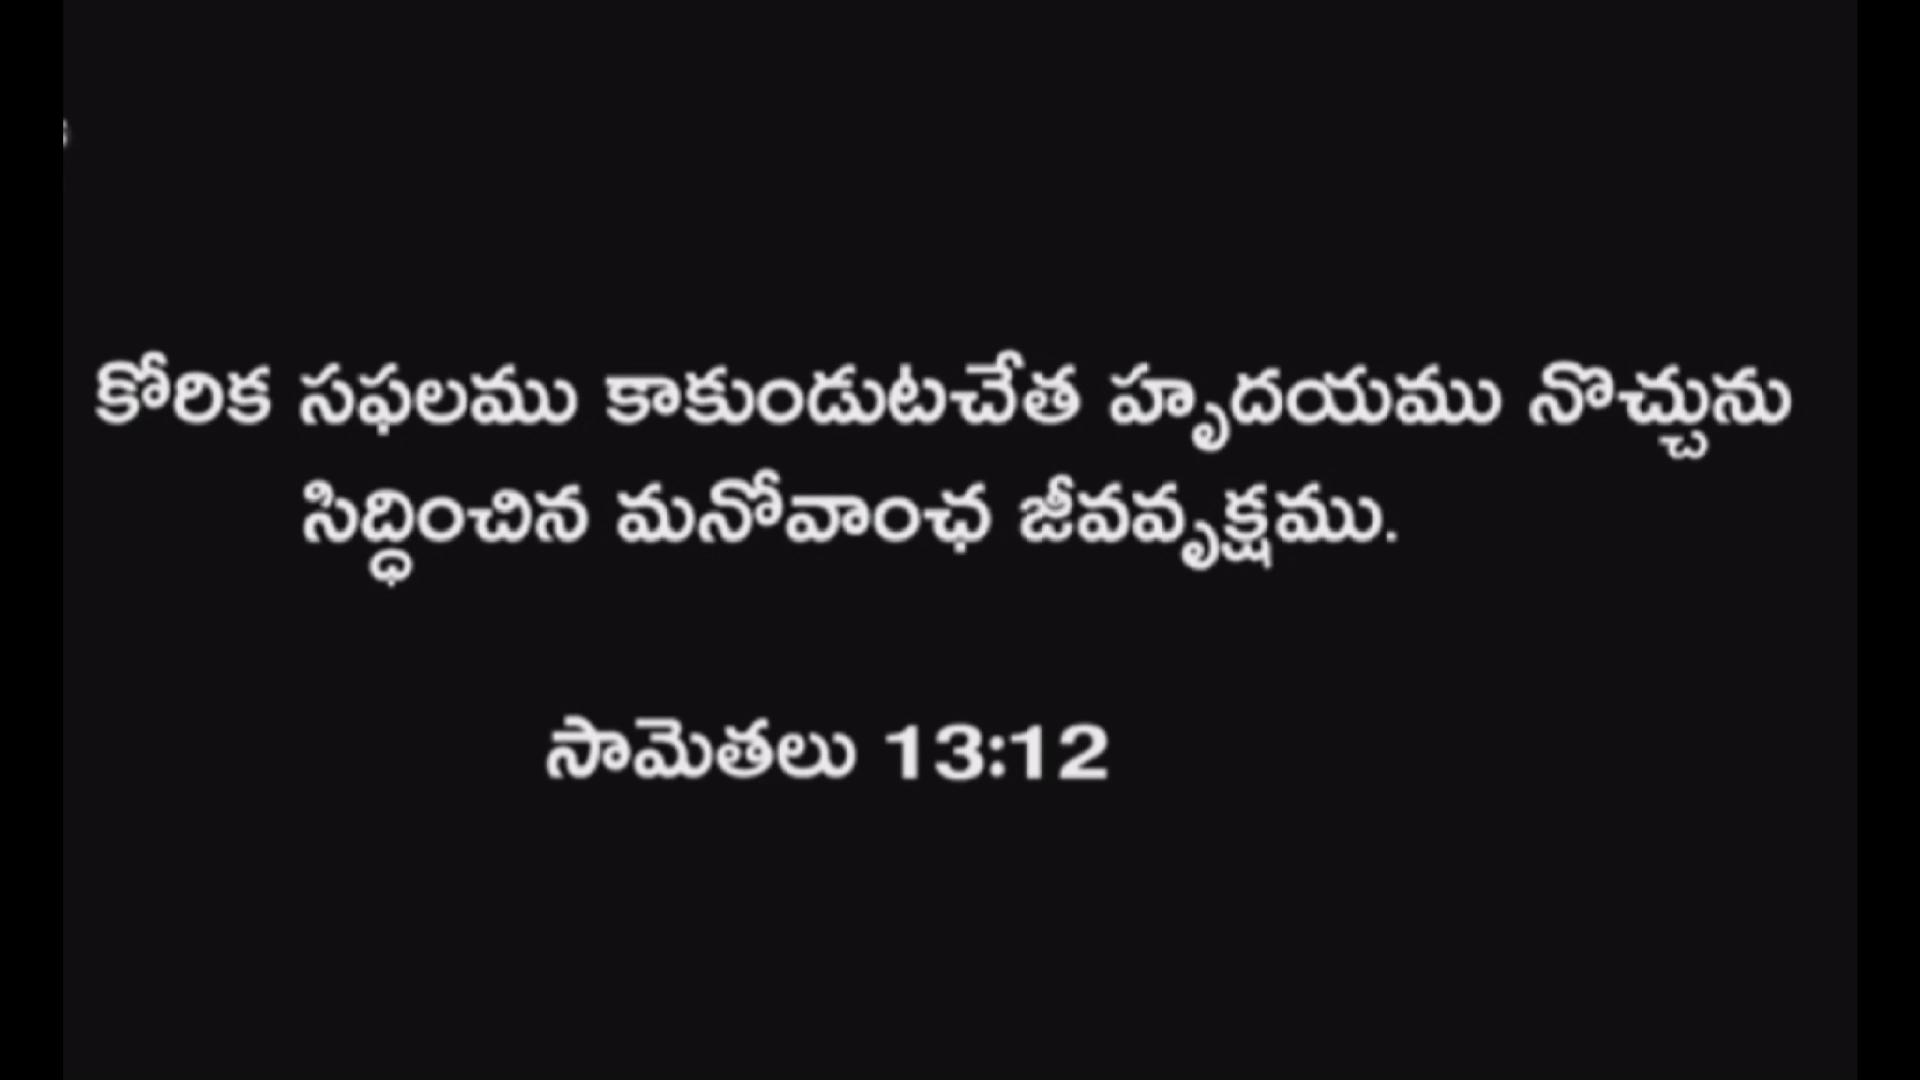 కోరిక సఫలము కాకుండుటచేత హృదయము నొచ్చును
సిద్ధించిన మనోవాంఛ జీవవృక్షము.
సామెతలు 13:12